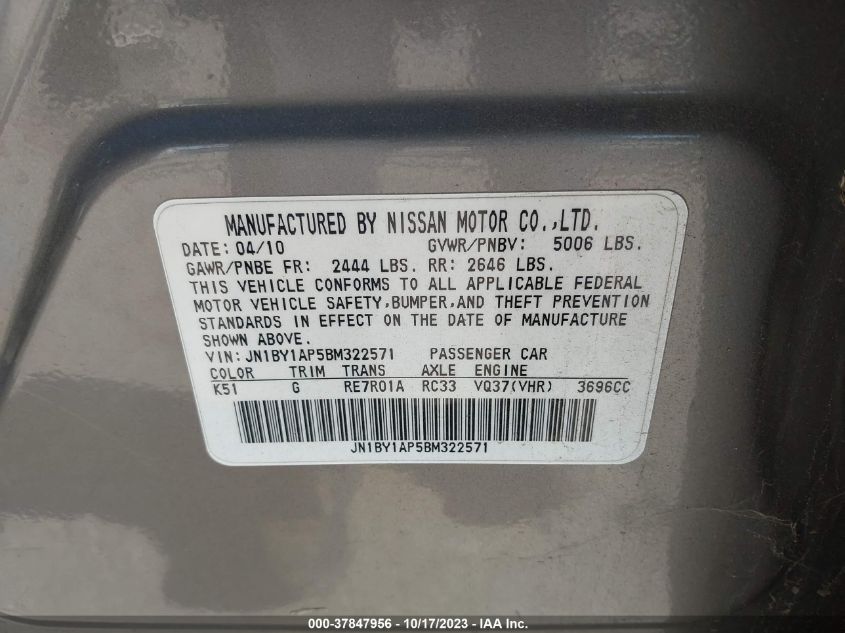 MANUFACTURED BY NISSAN MOTOR CO.,LTD.
DATE: 04/10 GVWR/PNBV: 5006 LBS.
GAWR/PNBE FR: 2444 LBS. RR: 2646 LBS.
THIS VEHICLE CONFORMS TO ALL APPLICABLE FEDERAL
MOTOR VEHICLE SAFETY,BUMPER,AND THEFT PREVENTION
STANDARDS IN EFFECT ON THE DATE OF MANUFACTURE
SHOWN ABOVE.
VIN: JN1BY1AP5BM322571 PASSENGER CAR
COLOR TRIM TRANS AXLE ENGINE
K51 G RE7R01A RC33 VQ37(VHR) 3696CC
JN1BY1AP5BM322571
000-37847956 - 10/17/2023 - IAA Inc.